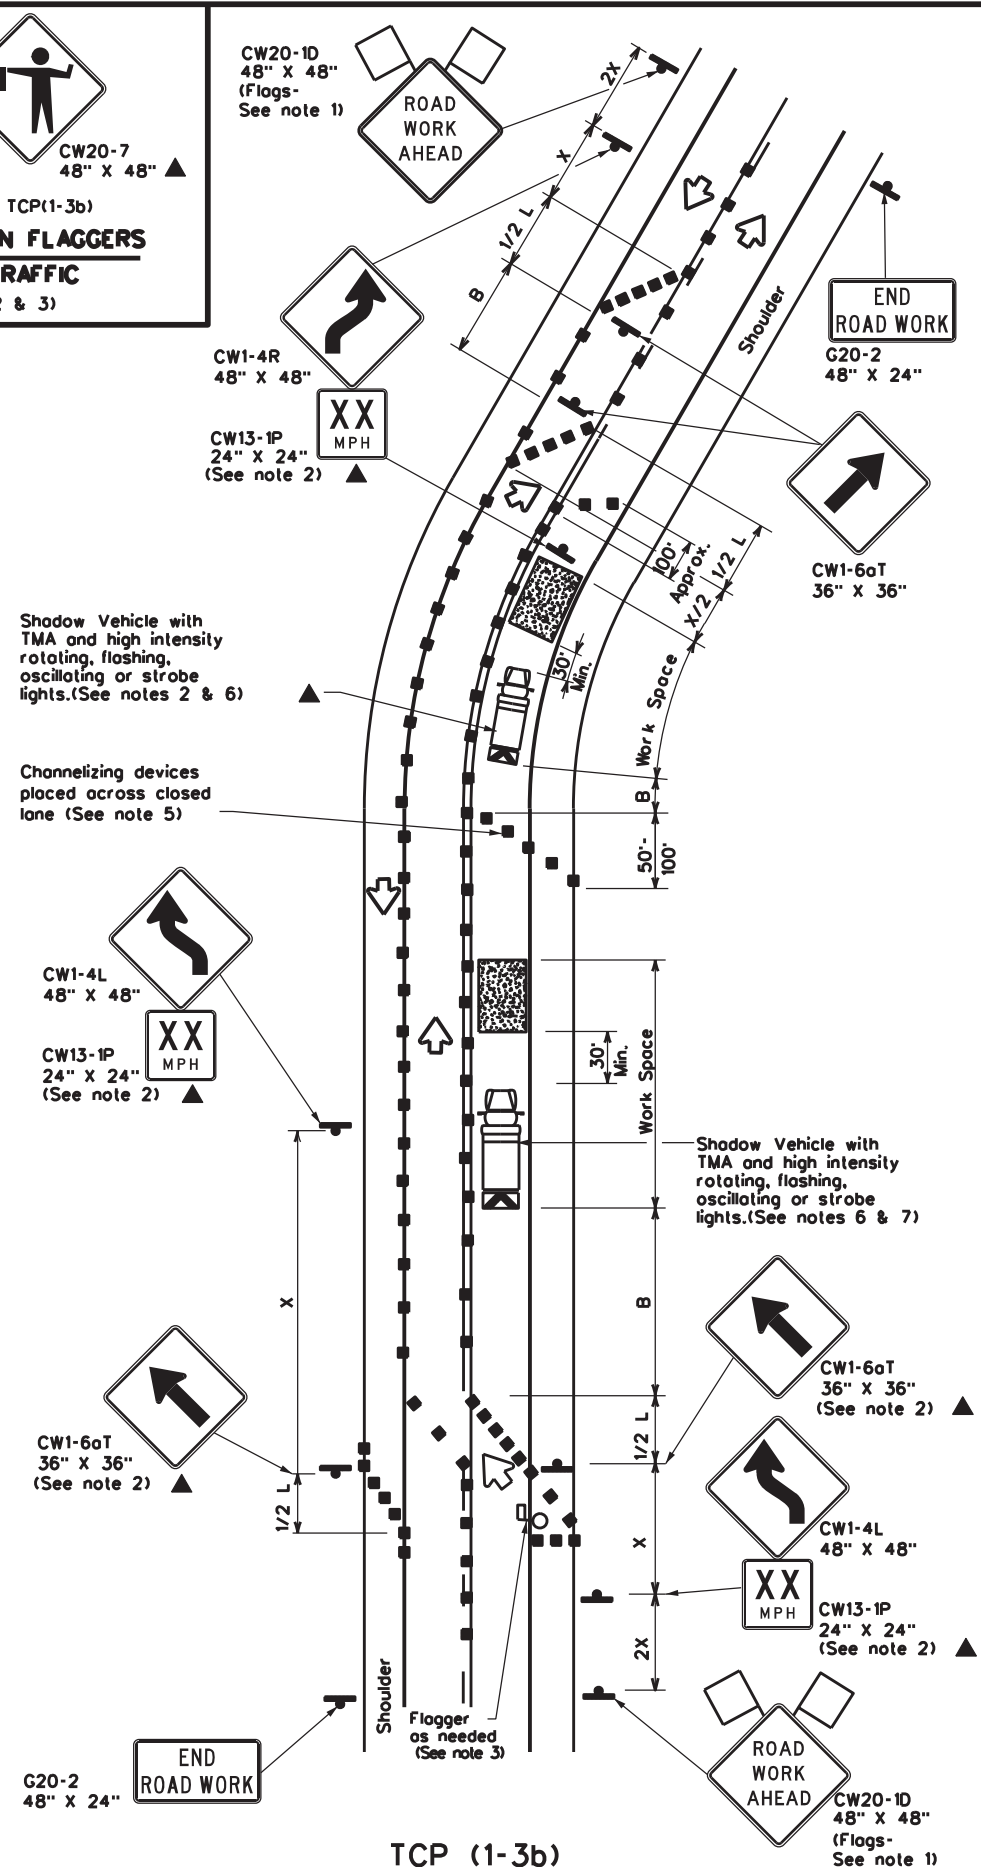 CW20-7
48" X 48"
TCP(1-3b)
N FLAGGERS
RAFFIC
& 3)
CW20-1D
48" X 48"
(Flags-
See note 1)
ROAD
WORK
AHEAD
2X
X
1/2 L
B
END
ROAD WORK
G20-2
48" X 24"
Shoulder
CW1-4R
48" X 48"
XX
MPH
CW13-1P
24" X 24"
(See note 2)
CW1-6aT
36" X 36"
100'
Approx.
1/2 L
X/2
Shadow Vehicle with
TMA and high intensity
rotating, flashing,
oscillating or strobe
lights.(See notes 2 & 6)
30'
Min.
Work Space
B
Channelizing devices
placed across closed
lane (See note 5)
50'-
100'
CW1-4L
48" X 48"
XX
MPH
CW13-1P
24" X 24"
(See note 2)
30'
Min.
Work Space
Shadow Vehicle with
TMA and high intensity
rotating, flashing,
oscillating or strobe
lights.(See notes 6 & 7)
X
B
CW1-6aT
36" X 36"
(See note 2)
CW1-6aT
36" X 36"
(See note 2)
1/2 L
1/2 L
X
CW1-4L
48" X 48"
XX
MPH
CW13-1P
24" X 24"
(See note 2)
2X
Shoulder
Flagger
as needed
(See note 3)
END
ROAD WORK
G20-2
48" X 24"
ROAD
WORK
AHEAD
CW20-1D
48" X 48"
(Flags-
See note 1)
TCP (1-3b)